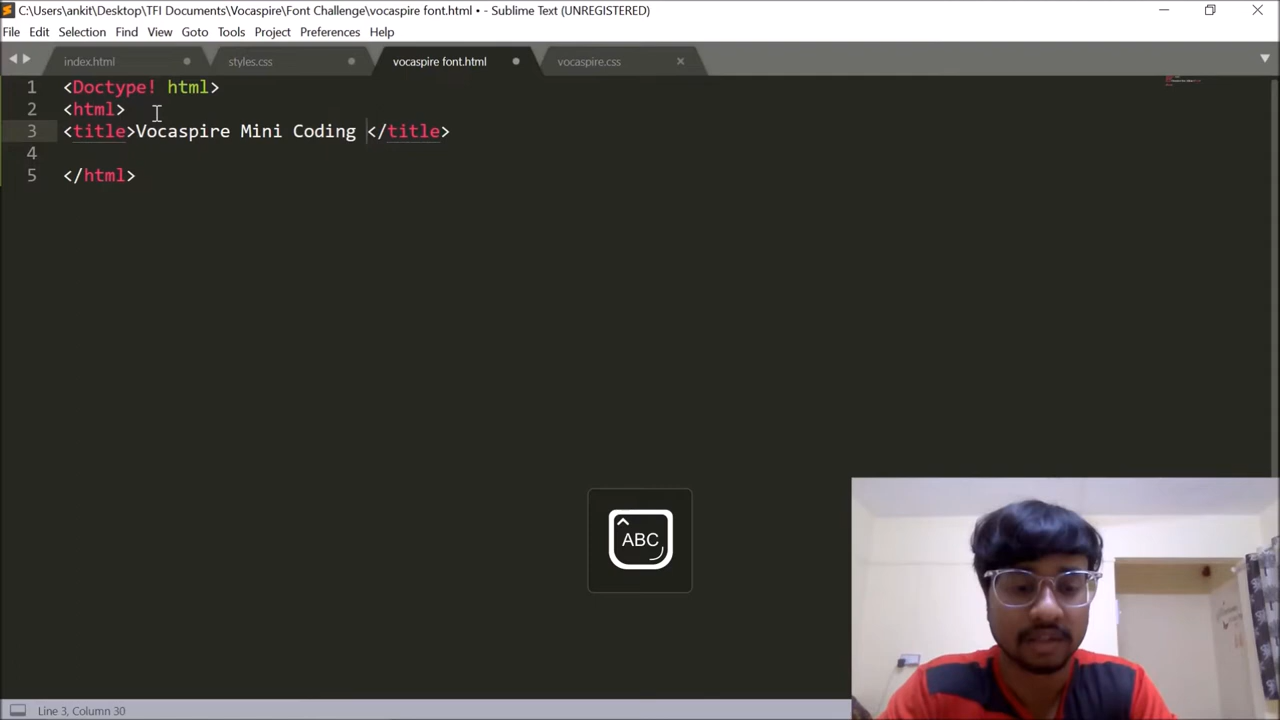 C:\Users\ankit\Desktop\TFI Documents\Vocaspire\Font Challenge\vocaspire font.html • - Sublime Text (UNREGISTERED)
File Edit Selection Find View Goto Tools Project Preferences Help
index.html styles.css vocaspire font.html vocaspire.css
1 <Doctype! html>
2 <html>
3 <title>Vocaspire Mini Coding </title>
4
5 </html>
ABC
Line 3, Column 30